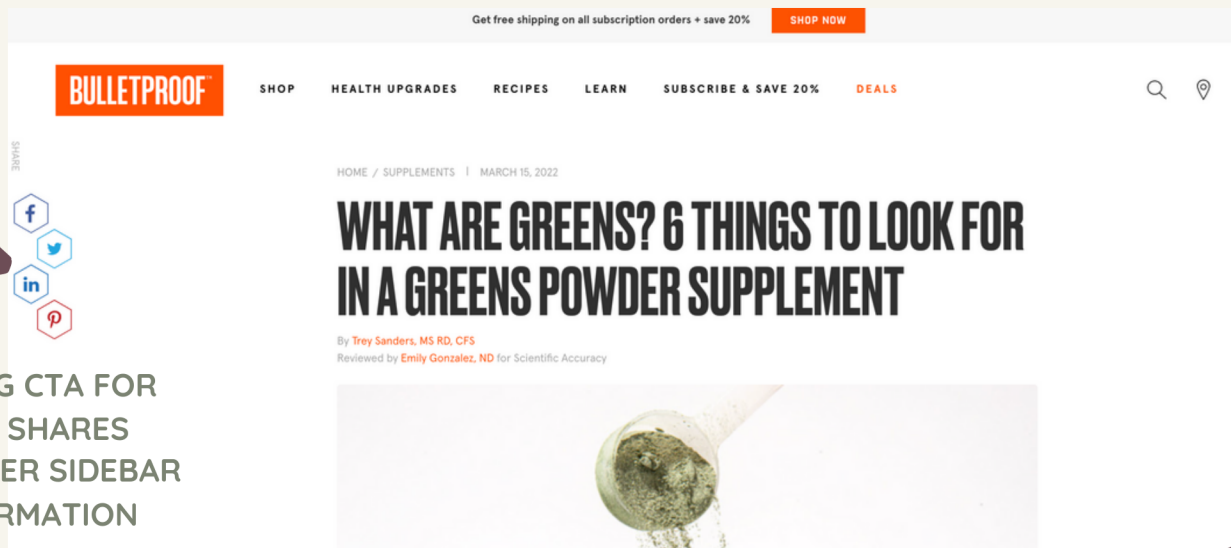 Get free shipping on all subscription orders + save 20% SHOP NOW
BULLETPROOF SHOP HEALTH UPGRADES RECIPES LEARN SUBSCRIBE & SAVE 20% DEALS
SHARE
HOME / SUPPLEMENTS | MARCH 15, 2022
WHAT ARE GREENS? 6 THINGS TO LOOK FOR
IN A GREENS POWDER SUPPLEMENT
By Trey Sanders, MS RD, CFS
Reviewed by Emily Gonzalez, ND for Scientific Accuracy
G CTA FOR
SHARES
ER SIDEBAR
RMATION